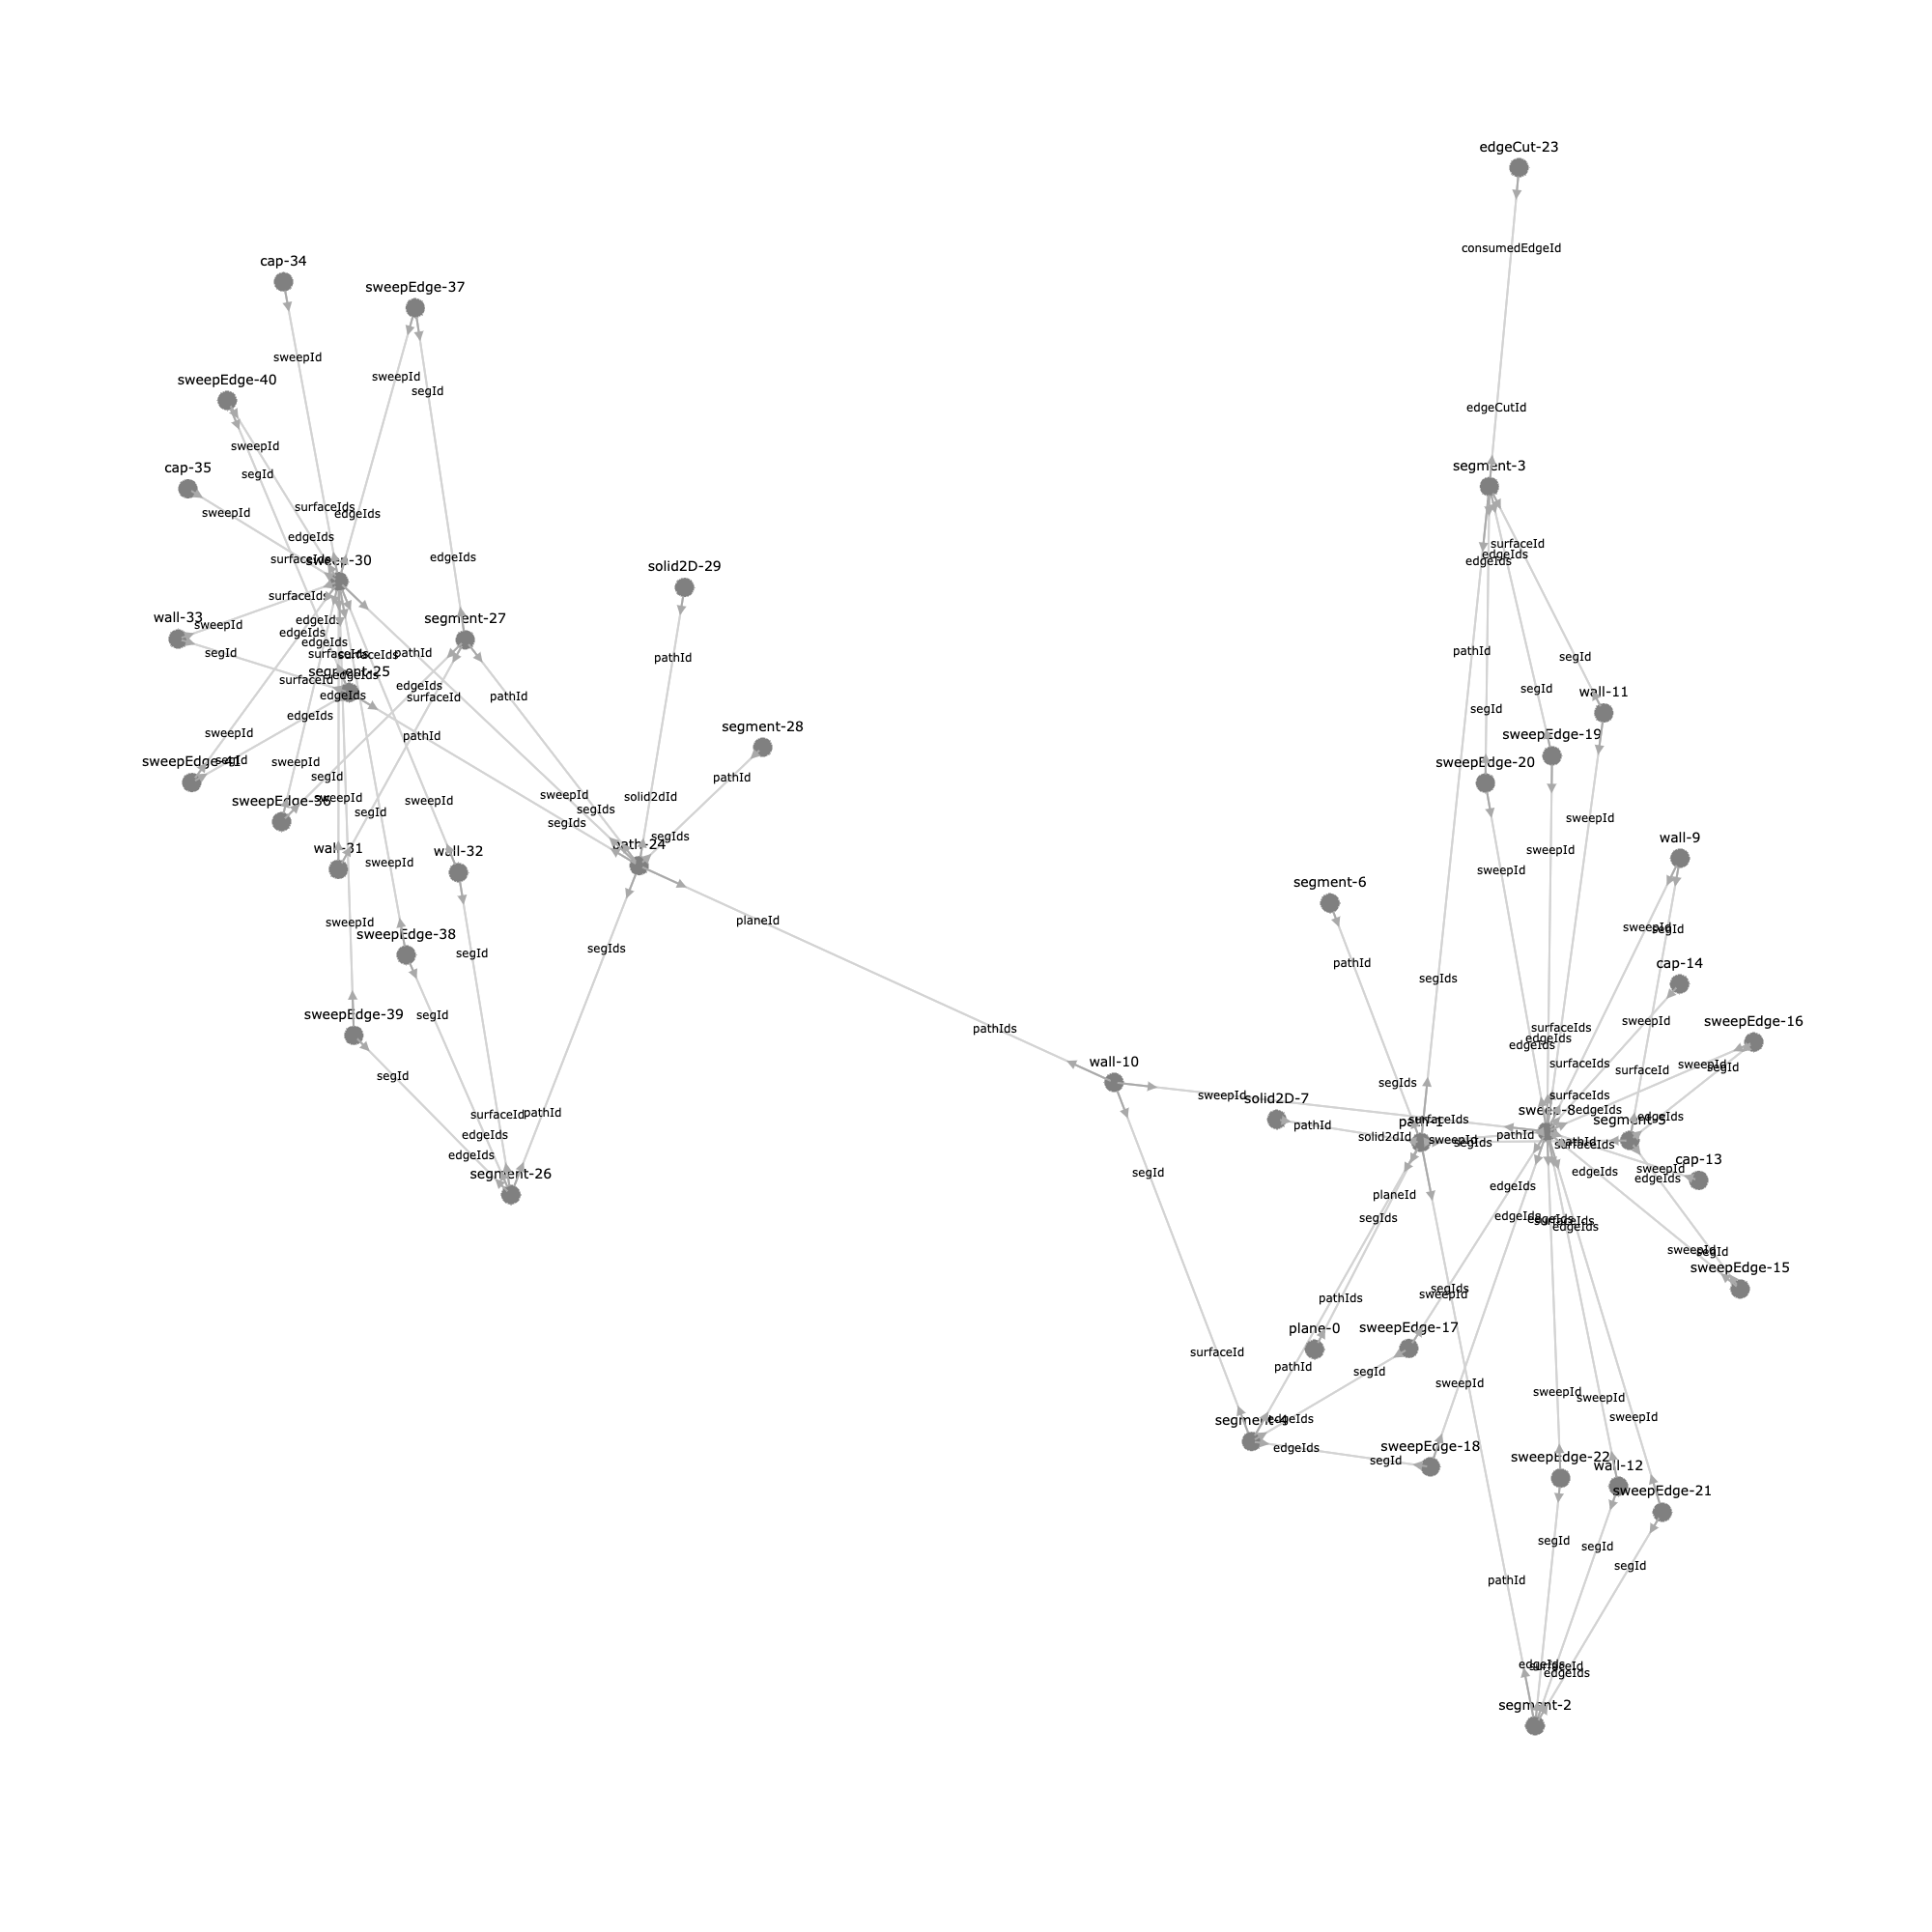 edgeCut-23
consumedEdgeId
cap-34
sweepEdge-37
sweepId
sweepEdge-40
sweepId
segId
edgeCutId
sweepId
segId
cap-35
segment-3
sweepId
surfaceIds
edgeIds
edgeIds
surfaceId
edgeIds
edgeIds
surfaceIds
sweep-30
edgeIds
solid2D-29
surfaceIds
wall-33
sweepId
edgeIds
segment-27
edgeIds
edgeIds
segId
surfaceIds
surfaceIds
pathId
pathId
pathId
segId
segment-25
edgeIds
surfaceId
edgeIds
surfaceId
edgeIds
pathId
segId
wall-11
segId
edgeIds
segment-28
sweepId
pathId
sweepEdge-19
sweepEdge-41
segId
sweepId
segId
pathId
sweepEdge-20
sweepEdge-36
sweepId
sweepId
sweepId
solid2dId
segId
segIds
segIds
sweepId
segIds
wall-31
wall-32
path-24
sweepId
wall-9
sweepId
sweepId
segment-6
sweepId
planeId
sweepId
segId
sweepEdge-38
segId
segIds
pathId
cap-14
segIds
sweepEdge-39
segId
pathIds
sweepId
sweepEdge-16
surfaceIds
edgeIds
edgeIds
wall-10
surfaceIds
surfaceId
sweepId
segId
segId
segIds
sweepId
solid2D-7
surfaceIds
surfaceId
pathId
sweep-8
edgeIds
edgeIds
path-1
surfaceIds
segment-5
pathId
edgeIds
solid2dId
sweepId
segIds
pathId
pathId
surfaceIds
edgeIds
cap-13
segment-26
segId
edgeIds
sweepId
edgeIds
planeId
edgeIds
segIds
edgeIds
edgeIds
surfaceIds
edgeIds
sweepId
segId
sweepEdge-15
pathIds
segIds
sweepId
plane-0
sweepEdge-17
surfaceId
pathId
segId
sweepId
sweepId
sweepId
segment-4
edgeIds
sweepId
edgeIds
sweepEdge-18
segId
sweepEdge-22
wall-12
sweepEdge-21
segId
segId
segId
pathId
edgeIds
surfaceId
edgeIds
segment-2